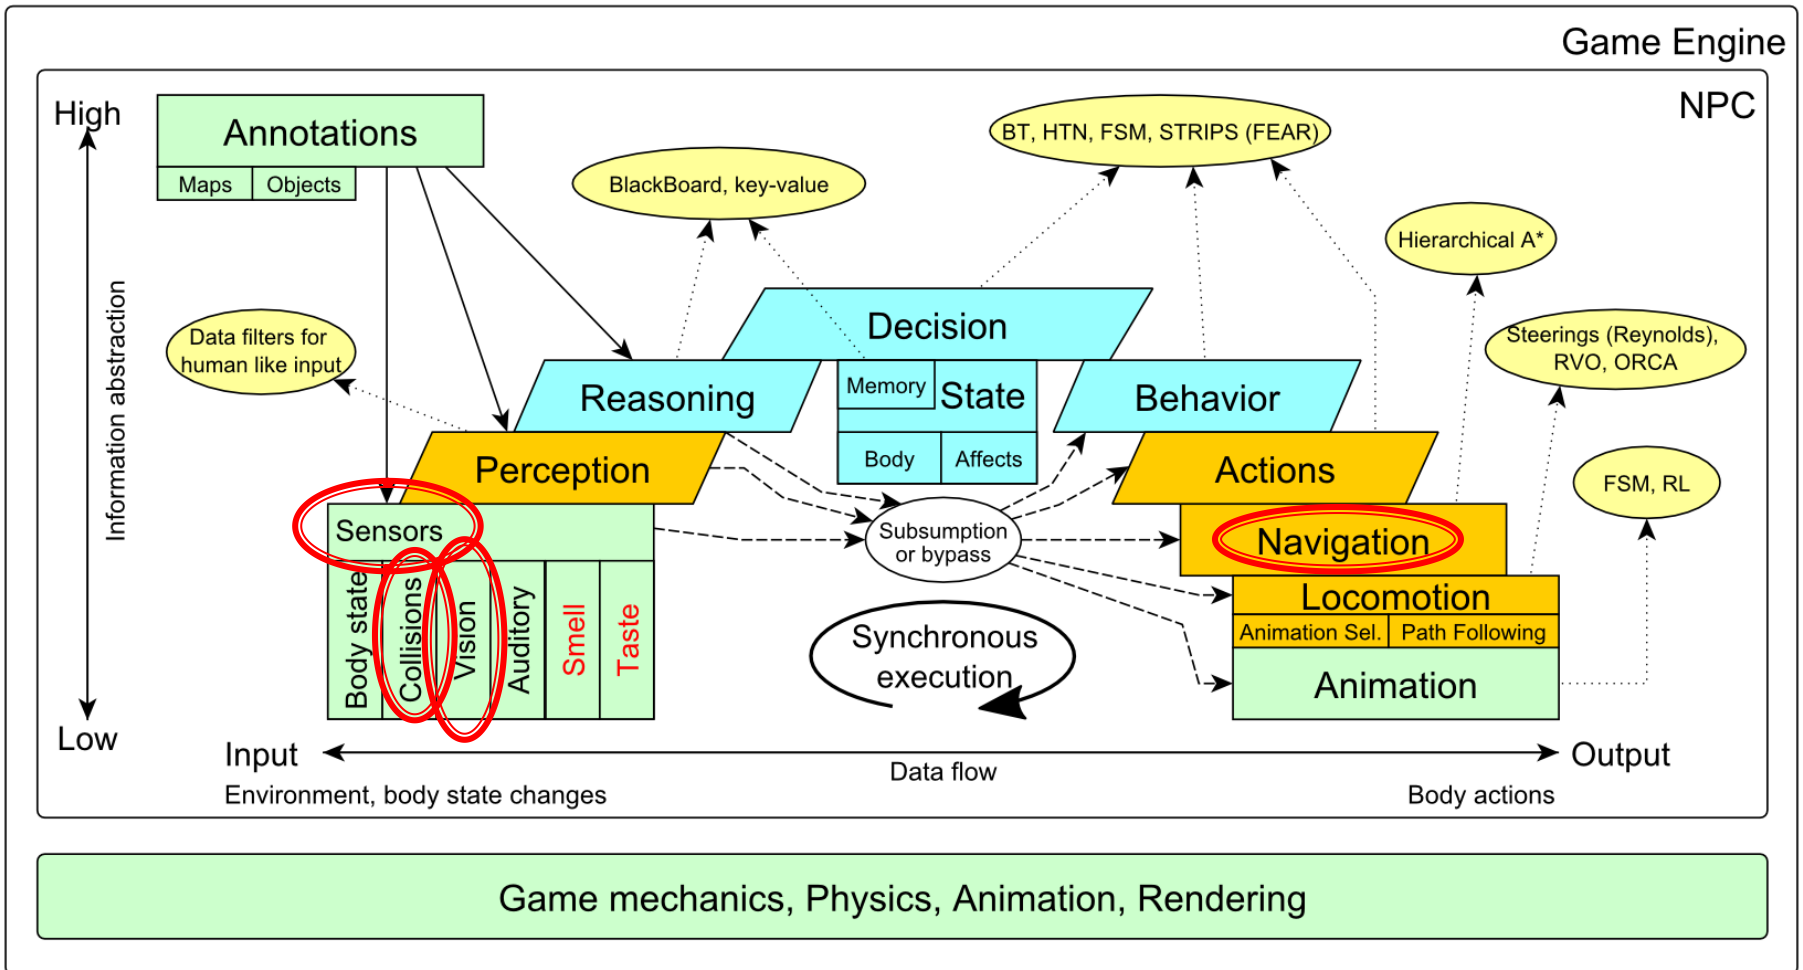 Game Engine
NPC
High
Annotations
Maps
Objects
BT, HTN, FSM, STRIPS (FEAR)
BlackBoard, key-value
Hierarchical A*
Information abstraction
Data filters for
human like input
Decision
Steerings (Reynolds),
RVO, ORCA
Reasoning
Memory
State
Behavior
Perception
Body
Affects
Actions
FSM, RL
Sensors
Subsumption
or bypass
Navigation
Body state
Collisions
Vision
Auditory
Smell
Taste
Locomotion
Animation Sel.
Path Following
Synchronous
execution
Animation
Low
Input
Data flow
Output
Environment, body state changes
Body actions
Game mechanics, Physics, Animation, Rendering